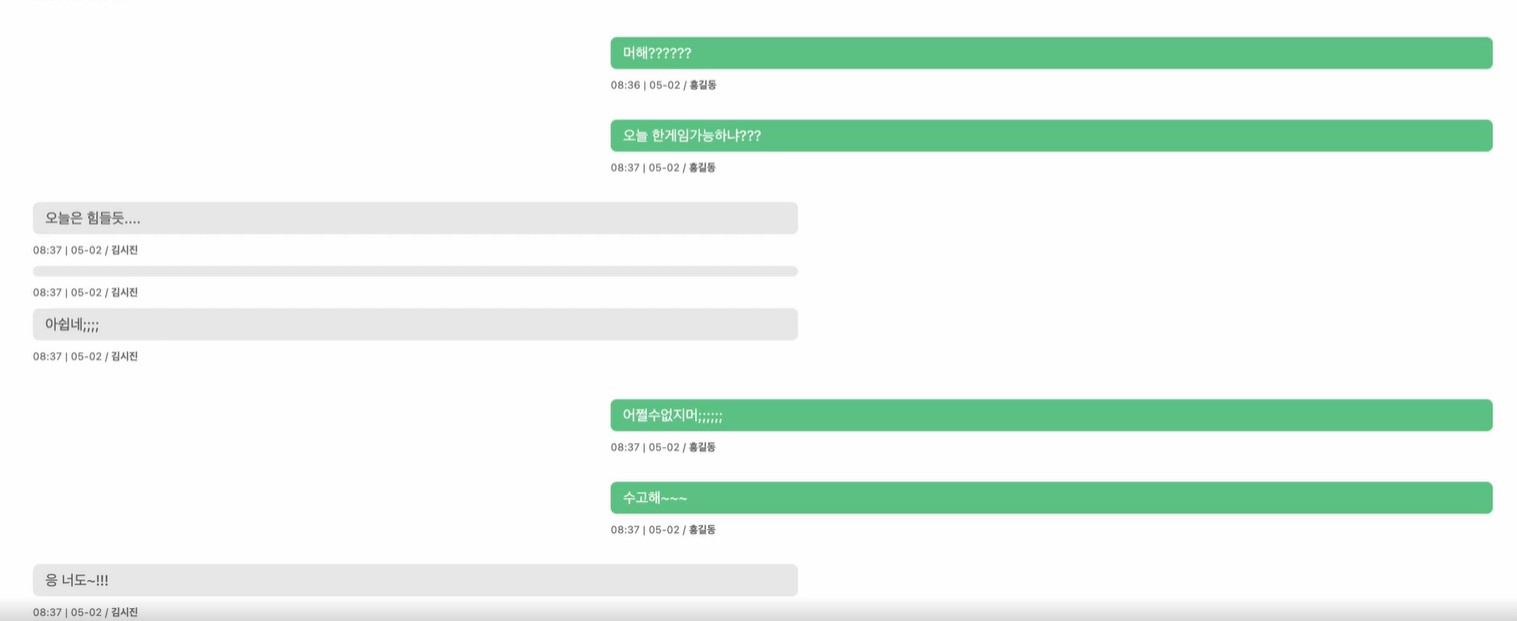 머해??????
08:36 | 05-02 / 홍길동
오늘 한게임가능하냐???
08:37 | 05-02 / 홍길동
오늘은 힘들듯....
08:37 | 05-02 / 김시진
08:37 | 05-02 / 김시진
아쉽네;;;;
08:37 | 05-02 / 김시진
어쩔수없지머;;;;;;
08:37 | 05-02 / 홍길동
수고해~~~
08:37 | 05-02 / 홍길동
응 너도~!!!
08:37 | 05-02 / 김시진